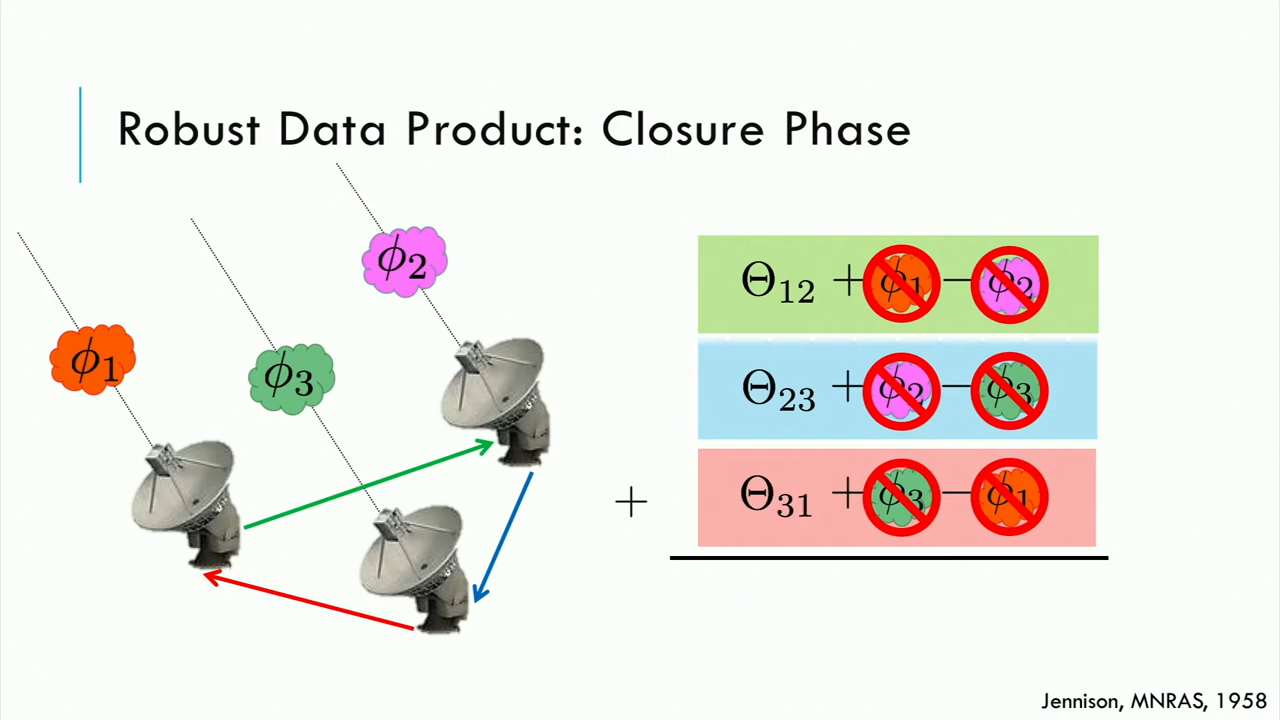 Robust Data Product: Closure Phase
ϕ₂
ϕ₁
ϕ₃
Θ₁₂ + ϕ₁ − ϕ₂
Θ₂₃ + ϕ₂ − ϕ₃
+ Θ₃₁ + ϕ₃ − ϕ₁
Jennison, MNRAS, 1958